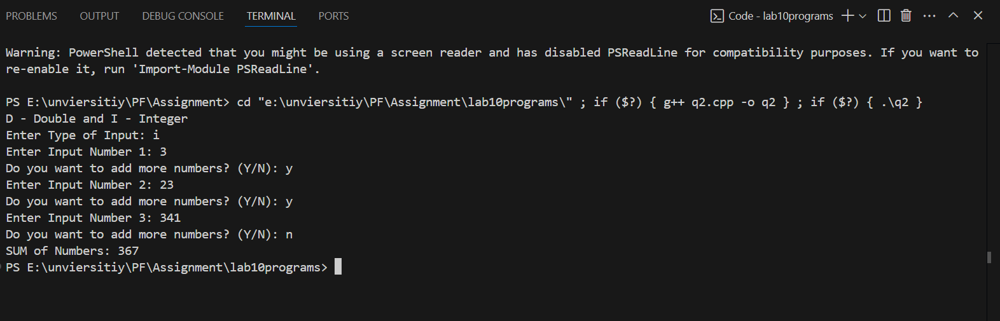 PROBLEMS OUTPUT DEBUG CONSOLE TERMINAL PORTS Code - lab10programs
Warning: PowerShell detected that you might be using a screen reader and has disabled PSReadLine for compatibility purposes. If you want to
re-enable it, run 'Import-Module PSReadLine'.
PS E:\unviersitiy\PF\Assignment> cd "e:\unviersitiy\PF\Assignment\lab10programs\" ; if ($?) { g++ q2.cpp -o q2 } ; if ($?) { .\q2 }
D - Double and I - Integer
Enter Type of Input: i
Enter Input Number 1: 3
Do you want to add more numbers? (Y/N): y
Enter Input Number 2: 23
Do you want to add more numbers? (Y/N): y
Enter Input Number 3: 341
Do you want to add more numbers? (Y/N): n
SUM of Numbers: 367
PS E:\unviersitiy\PF\Assignment\lab10programs>